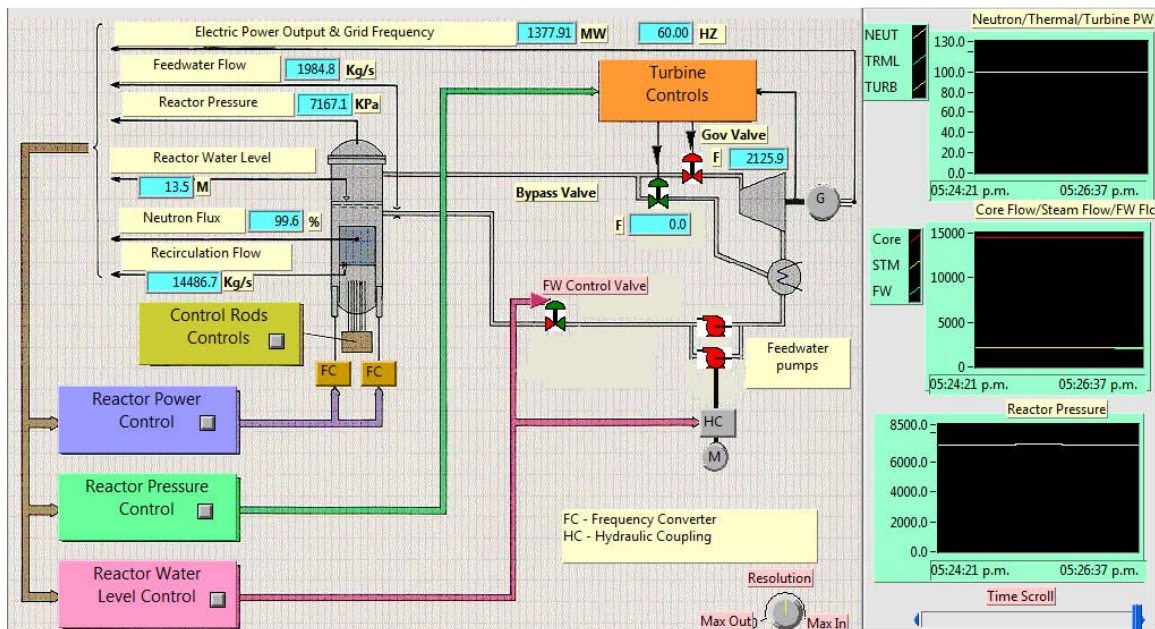 Electric Power Output & Grid Frequency 1377.91 MW 60.00 HZ
Feedwater Flow 1984.8 Kg/s
Reactor Pressure 7167.1 KPa
Reactor Water Level
13.5 M
Neutron Flux 99.6 %
Recirculation Flow
14486.7 Kg/s
Control Rods
Controls
FC FC
Reactor Power
Control
Reactor Pressure
Control
Reactor Water
Level Control
Turbine
Controls
Gov Valve
F 2125.9
Bypass Valve
F 0.0
G
FW Control Valve
Feedwater
pumps
HC
M
FC - Frequency Converter
HC - Hydraulic Coupling
Resolution
Max Out Max In
Neutron/Thermal/Turbine PW
NEUT
TRML
TURB
130.0
100.0
80.0
60.0
40.0
20.0
0.0
05:24:21 p.m. 05:26:37 p.m.
Core Flow/Steam Flow/FW Flc
Core
STM
FW
15000
10000
5000
0
05:24:21 p.m. 05:26:37 p.m.
Reactor Pressure
8500.0
6000.0
4000.0
2000.0
0.0
05:24:21 p.m. 05:26:37 p.m.
Time Scroll